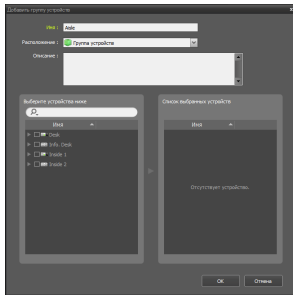 Добавить группу устройств
Имя : Aisle
Расположение : Группа устройств
Описание :
Выберите устройства ниже
Список выбранных устройств
Имя
Имя
Desk
Info. Desk
Inside 1
Inside 2
Отсутствует устройство.
OK
Отмена